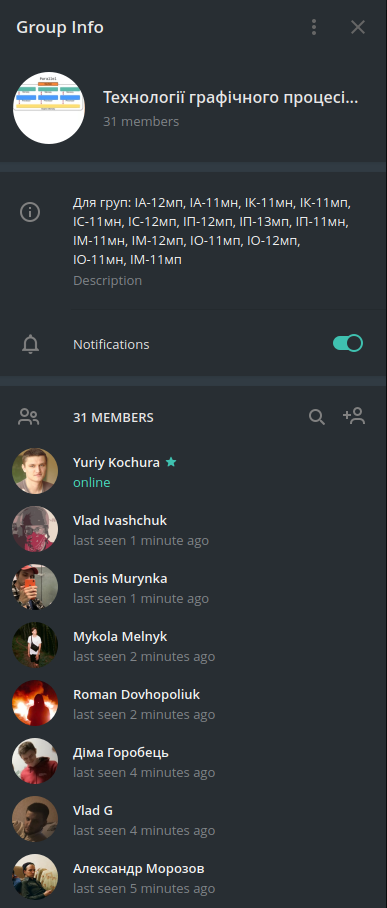 Group Info
Технології графічного процесі...
31 members
Для груп: ІА-12мп, ІА-11мн, ІК-11мн, ІК-11мп,
ІС-11мн, ІС-12мп, ІП-12мп, ІП-13мп, ІП-11мн,
ІМ-11мн, ІМ-12мп, ІО-11мп, ІО-12мп,
ІО-11мн, ІМ-11мп
Description
Notifications
31 MEMBERS
Yuriy Kochura
online
Vlad Ivashchuk
last seen 1 minute ago
Denis Murynka
last seen 1 minute ago
Mykola Melnyk
last seen 2 minutes ago
Roman Dovhopoliuk
last seen 2 minutes ago
Діма Горобець
last seen 4 minutes ago
Vlad G
last seen 4 minutes ago
Александр Морозов
last seen 5 minutes ago